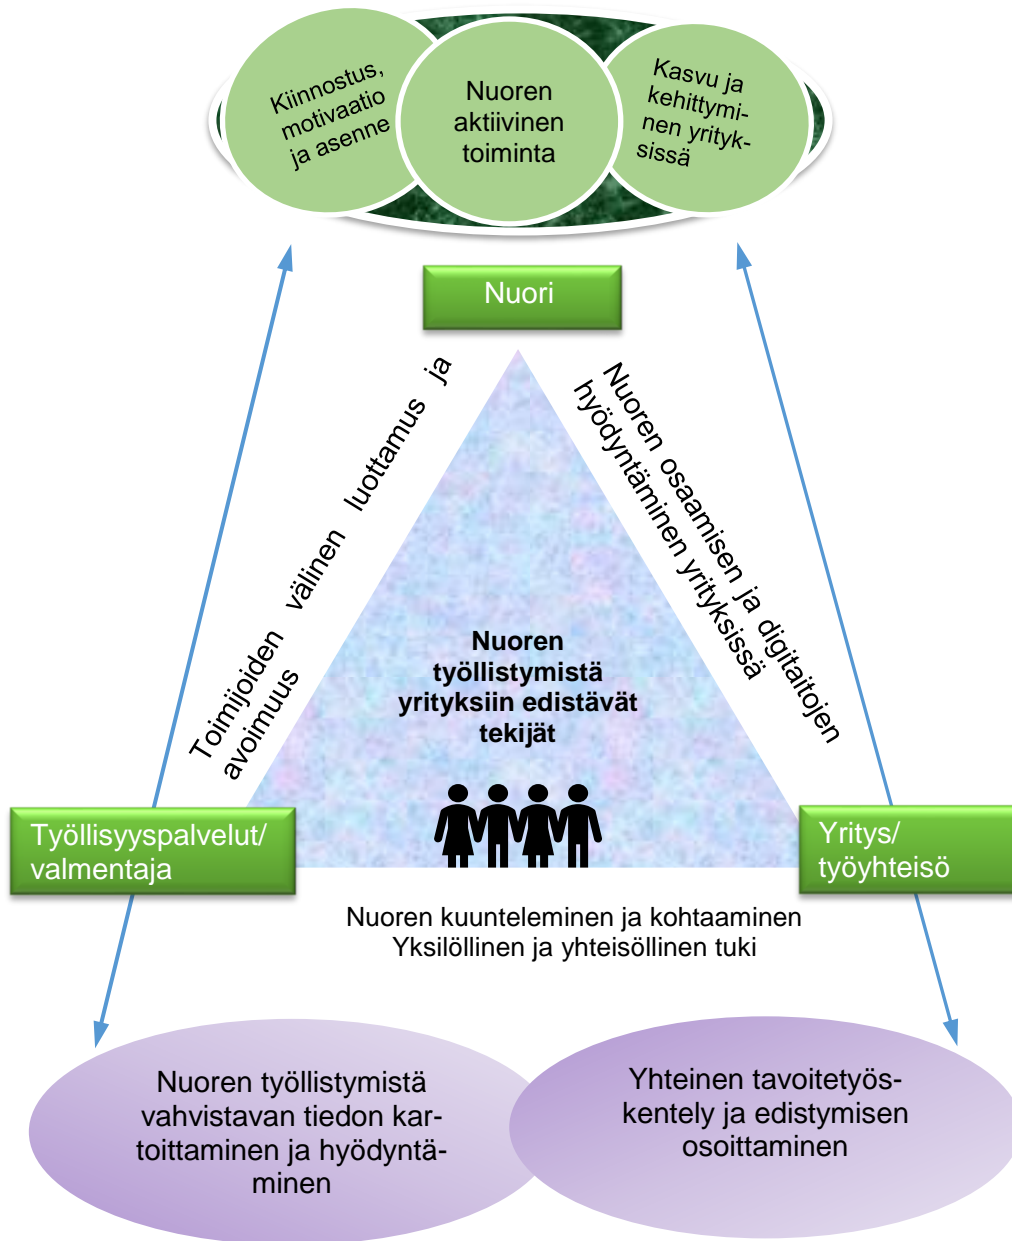 Kiinnostus,
motivaatio
ja asenne
Nuoren
aktiivinen
toiminta
Kasvu ja
kehittymi-
nen yrityk-
sissä
Nuori
Toimijoiden välinen luottamus ja
avoimuus
Nuoren osaamisen ja digitaitojen
hyödyntäminen yrityksissä
Nuoren
työllistymistä
yrityksiin edistävät
tekijät
Työllisyyspalvelut/
valmentaja
Yritys/
työyhteisö
Nuoren kuunteleminen ja kohtaaminen
Yksilöllinen ja yhteisöllinen tuki
Nuoren työllistymistä
vahvistavan tiedon kar-
toittaminen ja hyödyntä-
minen
Yhteinen tavoitetyös-
kentely ja edistymisen
osoittaminen